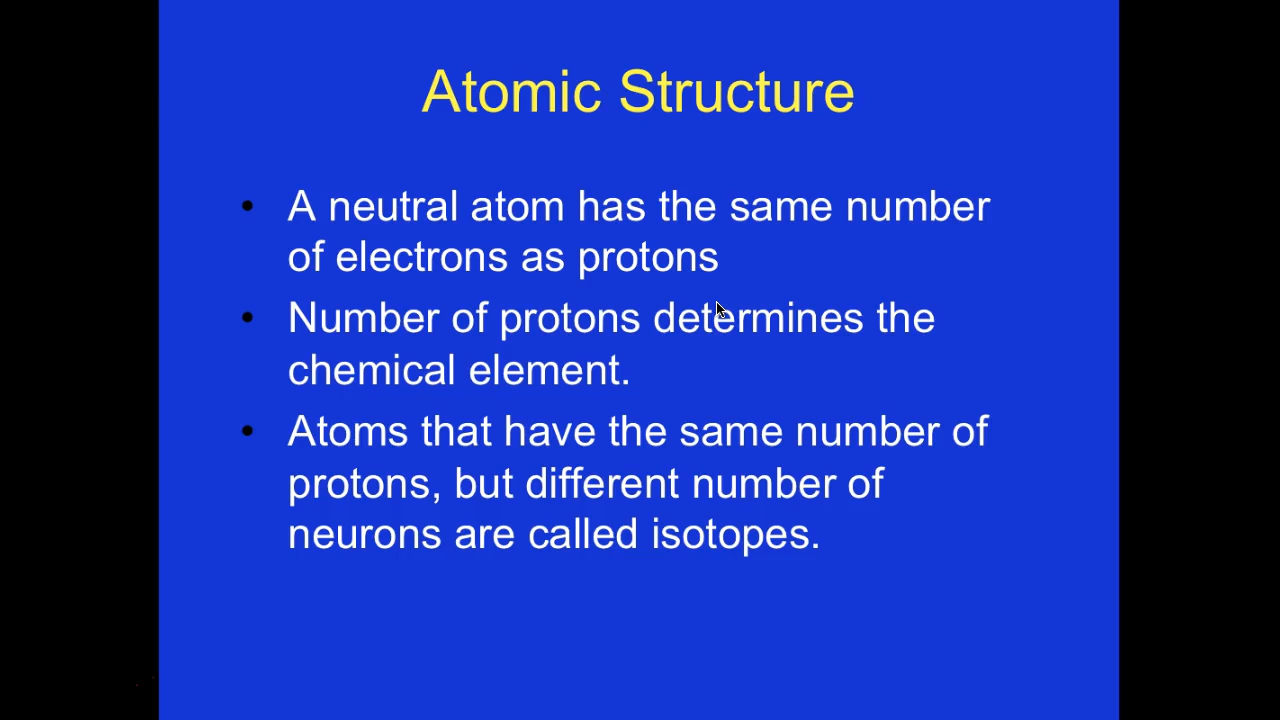 Atomic Structure
• A neutral atom has the same number
of electrons as protons
• Number of protons determines the
chemical element.
• Atoms that have the same number of
protons, but different number of
neurons are called isotopes.